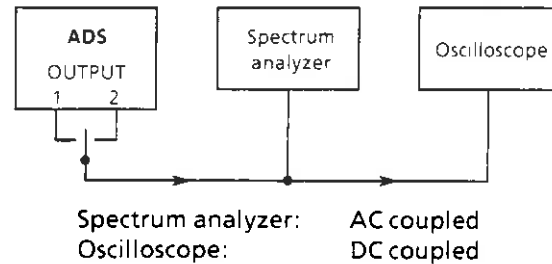 ADS
OUTPUT
1 2
Spectrum
analyzer
Oscilloscope
Spectrum analyzer: AC coupled
Oscilloscope: DC coupled